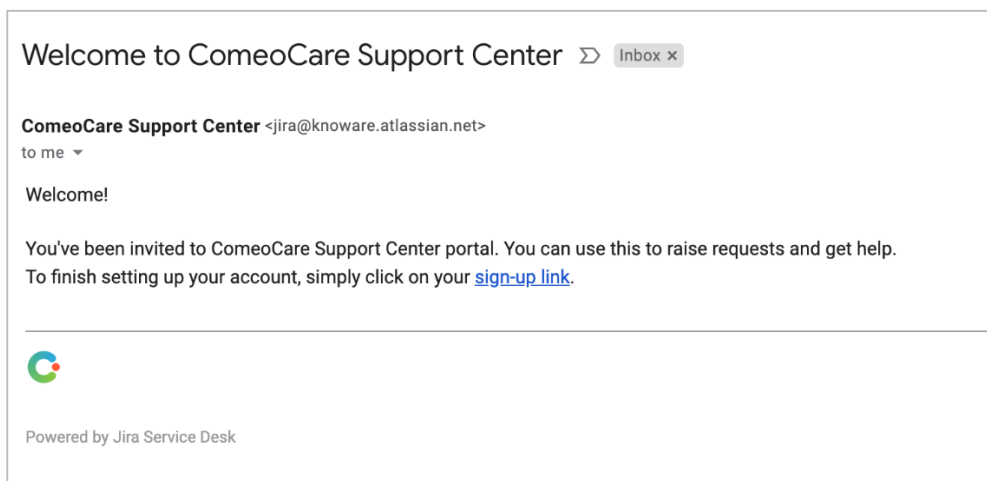 Welcome to ComeoCare Support Center Inbox ×
ComeoCare Support Center <jira@knoware.atlassian.net>
to me
Welcome!
You've been invited to ComeoCare Support Center portal. You can use this to raise requests and get help.
To finish setting up your account, simply click on your sign-up link.
Powered by Jira Service Desk